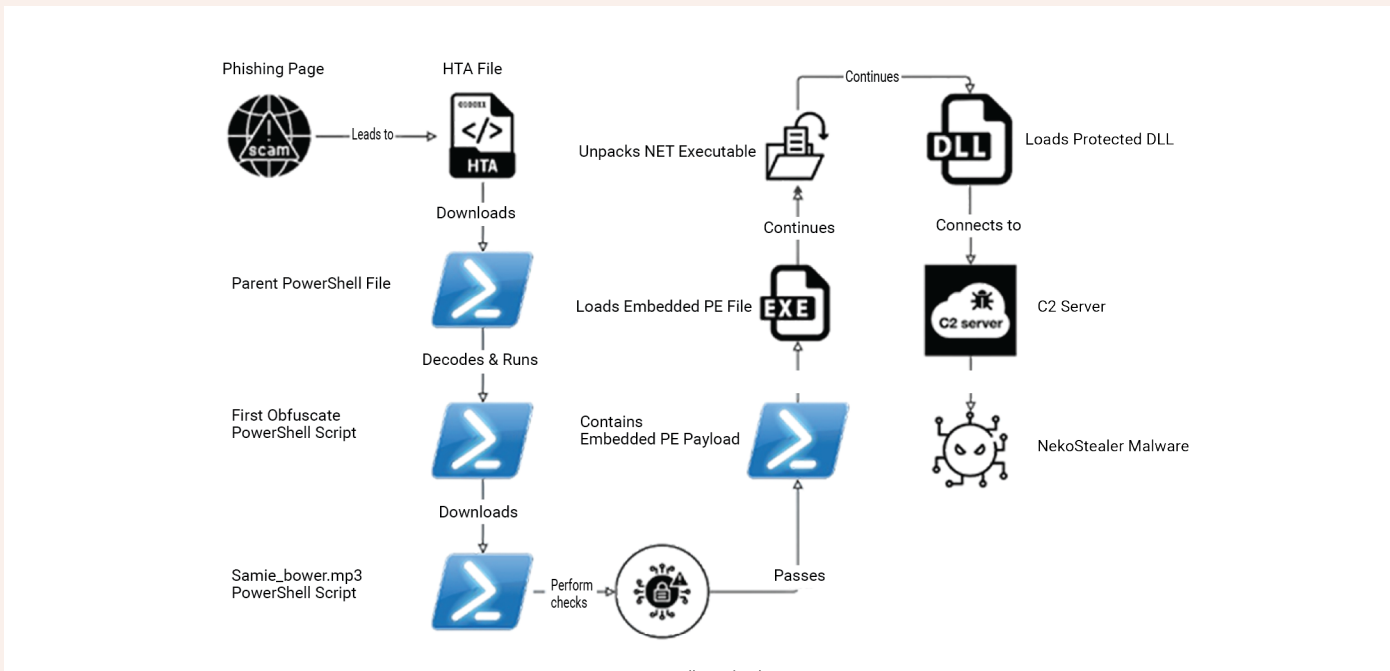 Phishing Page
scam
Leads to
HTA File
010011
</>
HTA
Downloads
Parent PowerShell File
Decodes & Runs
First Obfuscate
PowerShell Script
Downloads
Samie_bower.mp3
PowerShell Script
Perform
checks
Passes
Contains
Embedded PE Payload
Loads Embedded PE File
EXE
Continues
Unpacks NET Executable
Continues
DLL
Loads Protected DLL
Connects to
C2 server
C2 Server
NekoStealer Malware